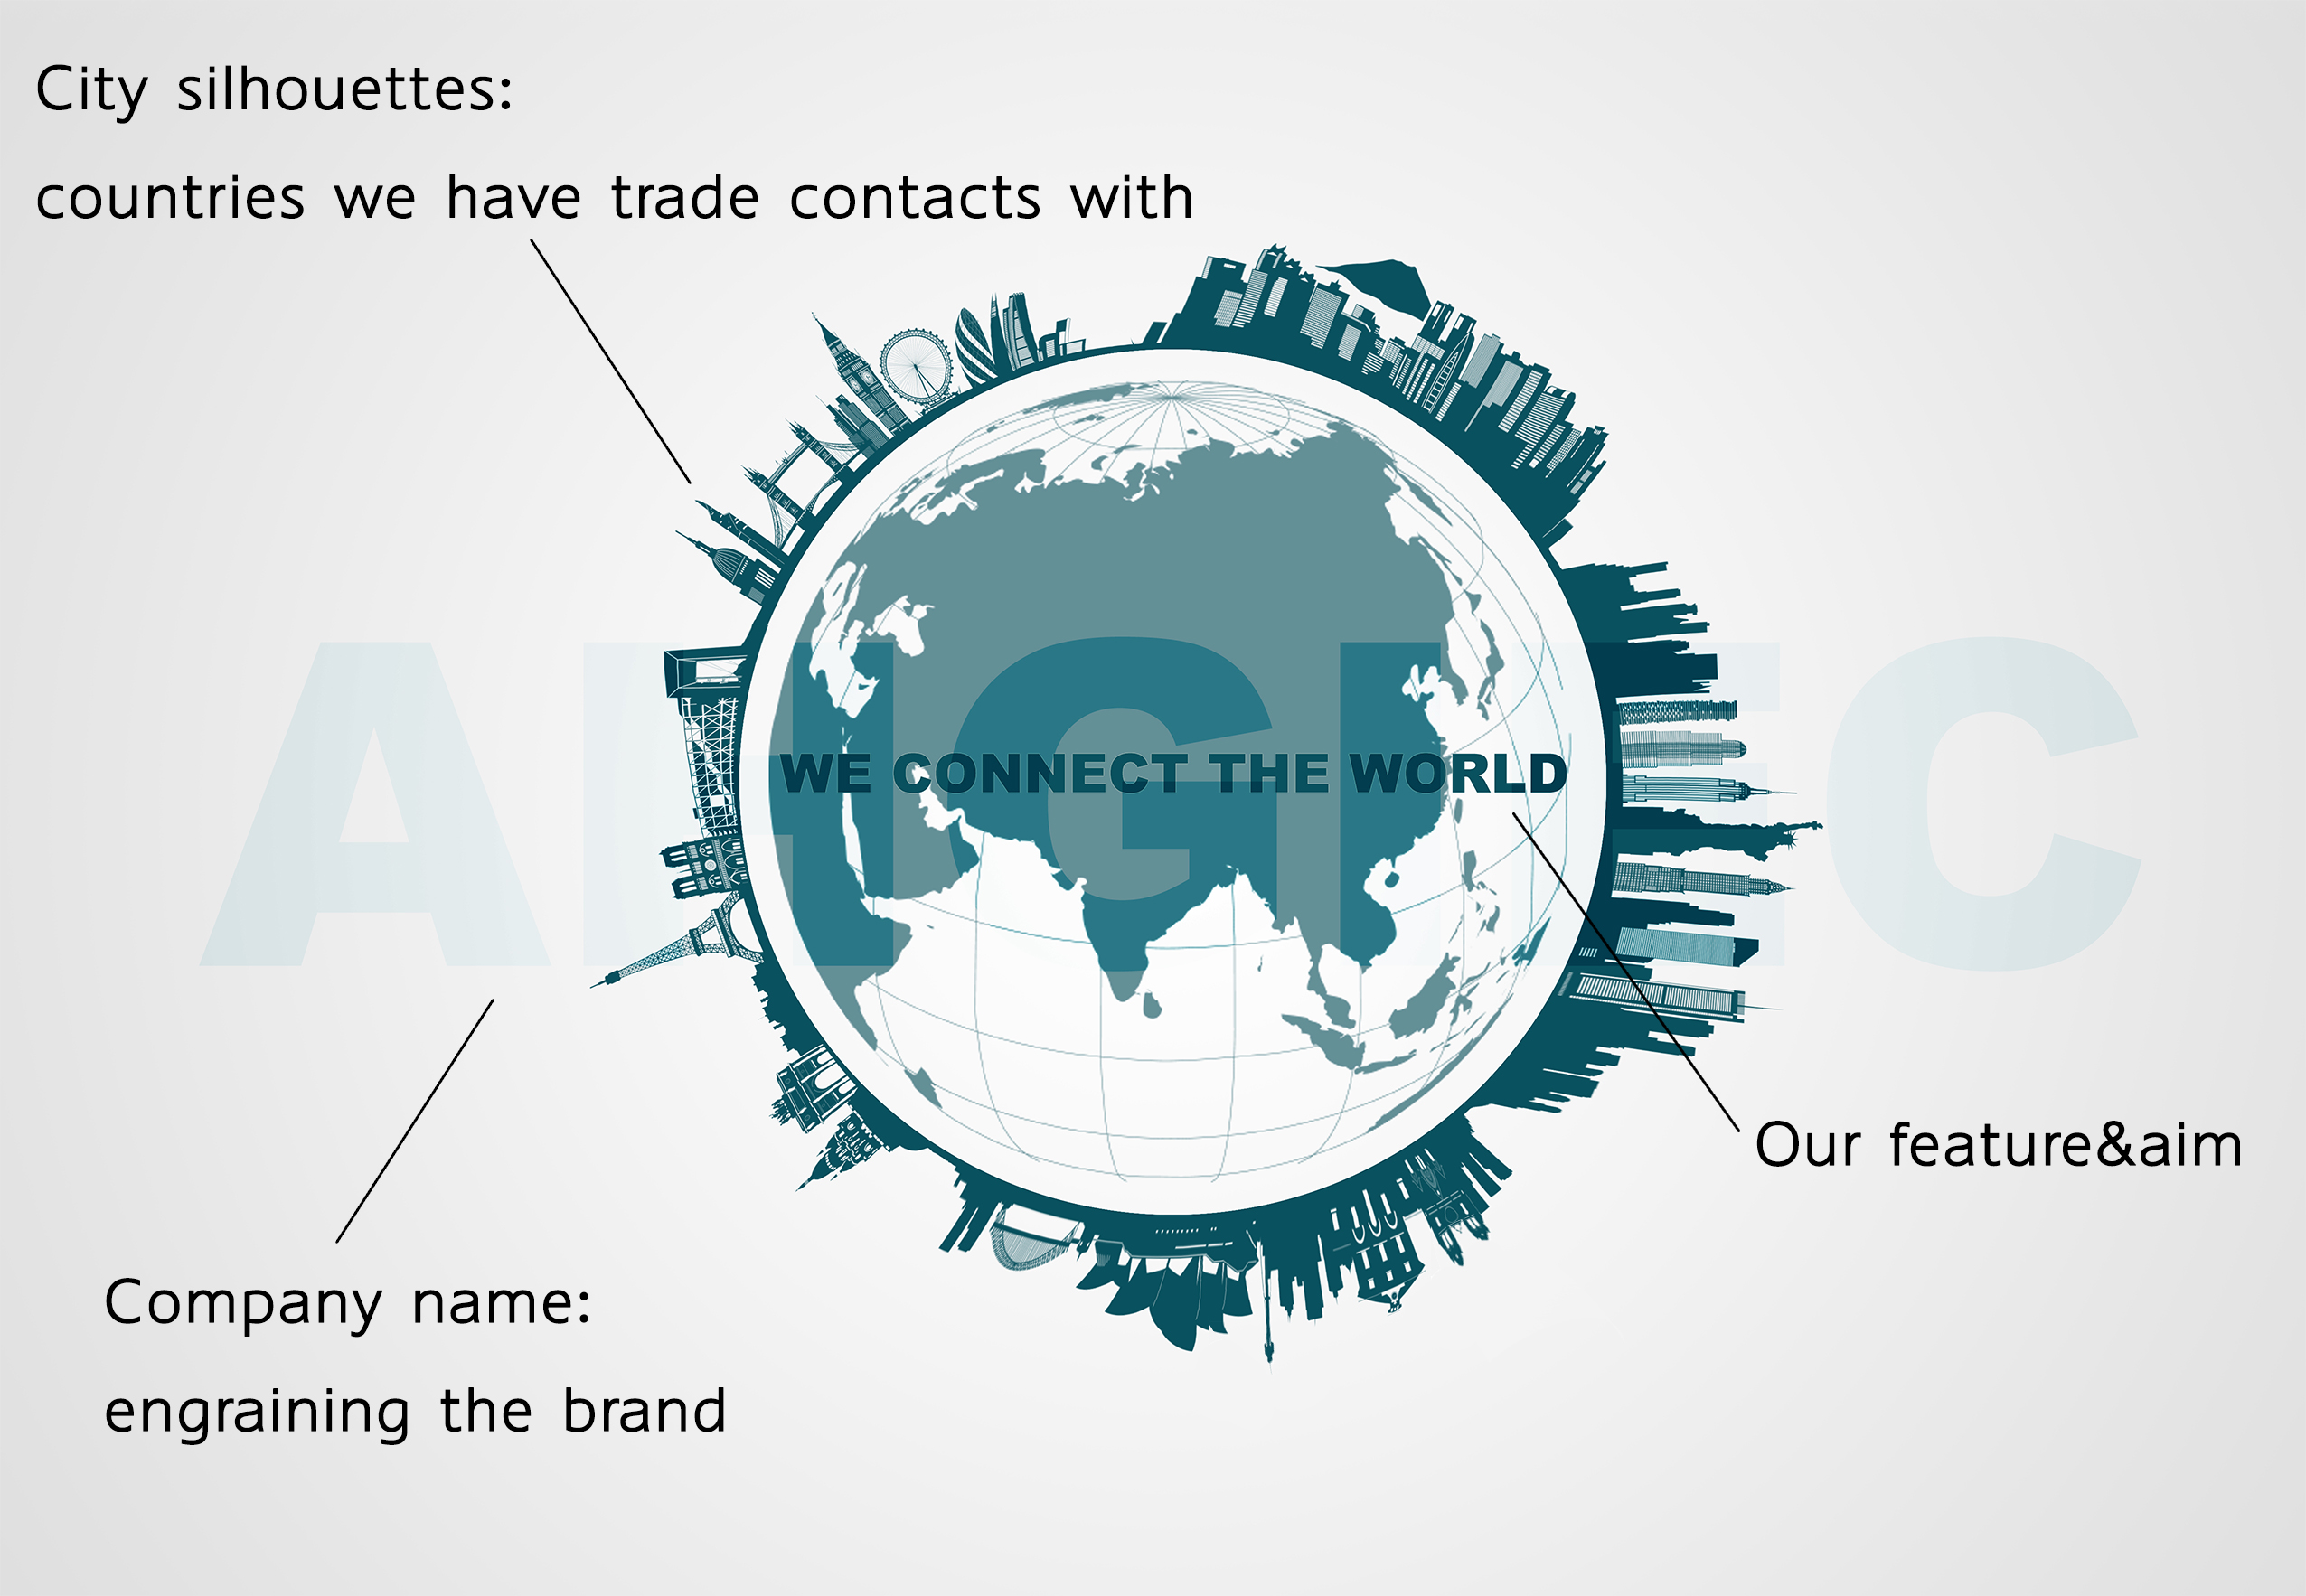 City silhouettes:
countries we have trade contacts with
AHGIEC
WE CONNECT THE WORLD
Our feature&aim
Company name:
engraining the brand